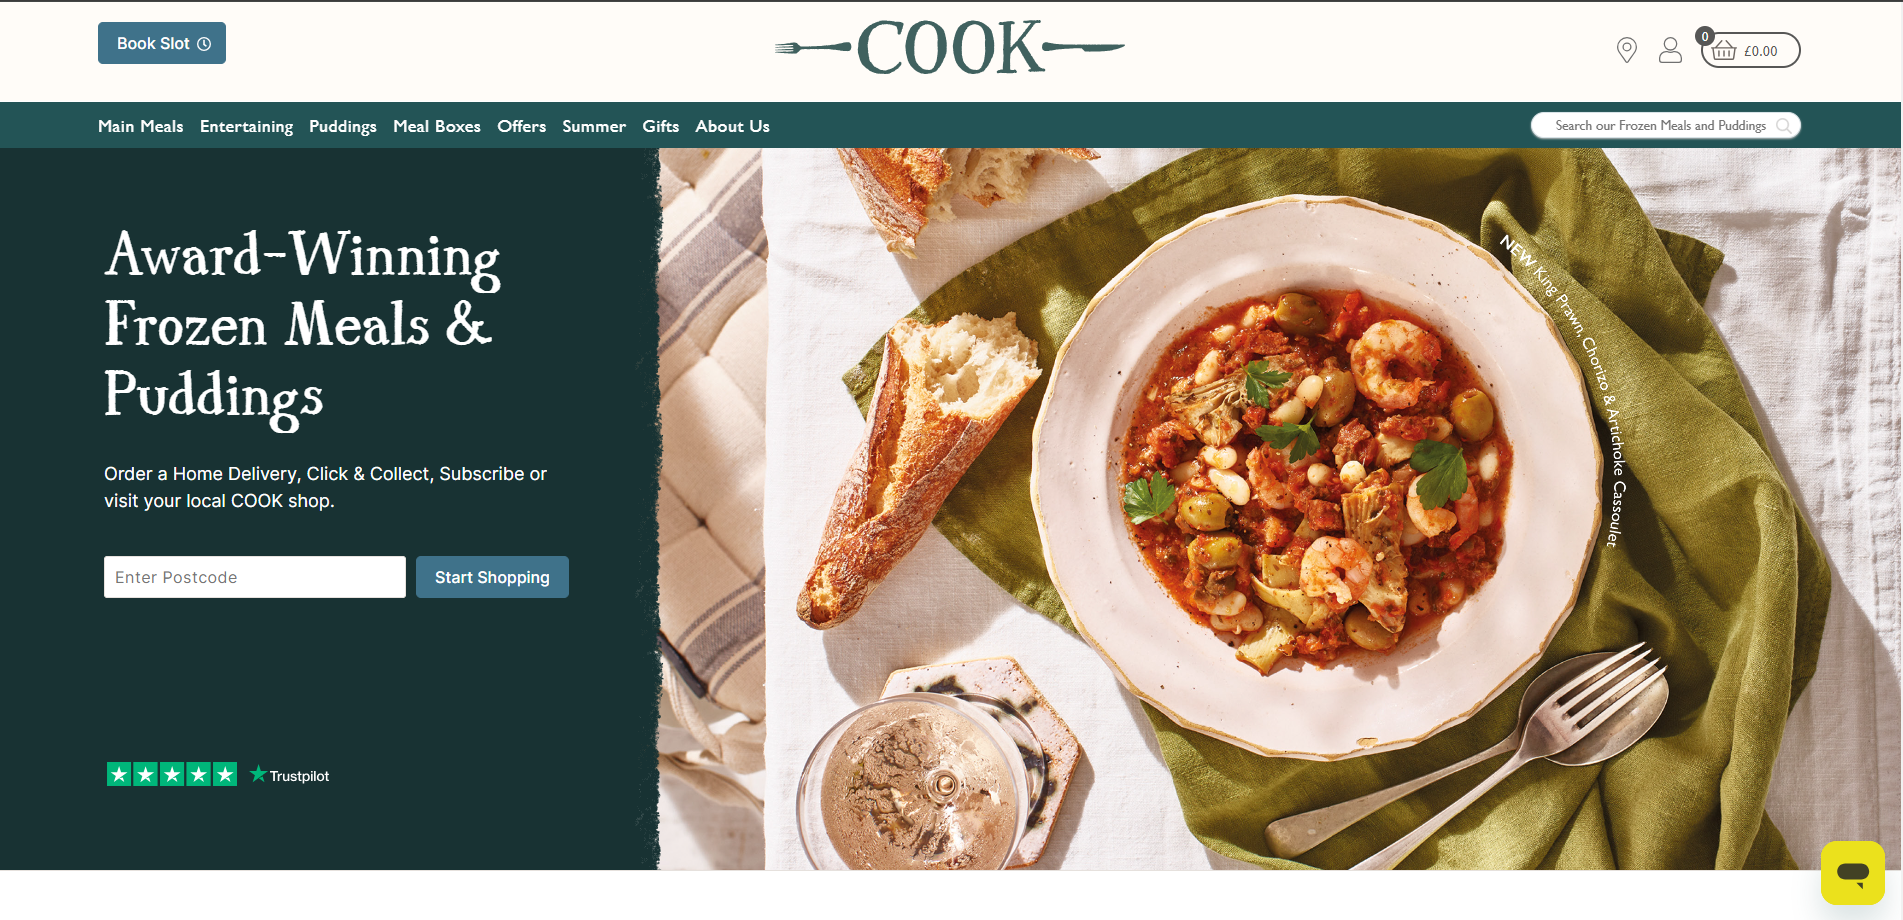 Book Slot
COOK
0
£0.00
Main Meals Entertaining Puddings Meal Boxes Offers Summer Gifts About Us
Search our Frozen Meals and Puddings
Award-Winning
Frozen Meals &
Puddings
Order a Home Delivery, Click & Collect, Subscribe or
visit your local COOK shop.
Enter Postcode
Start Shopping
Trustpilot
NEW King Prawn, Chorizo & Artichoke Cassoulet